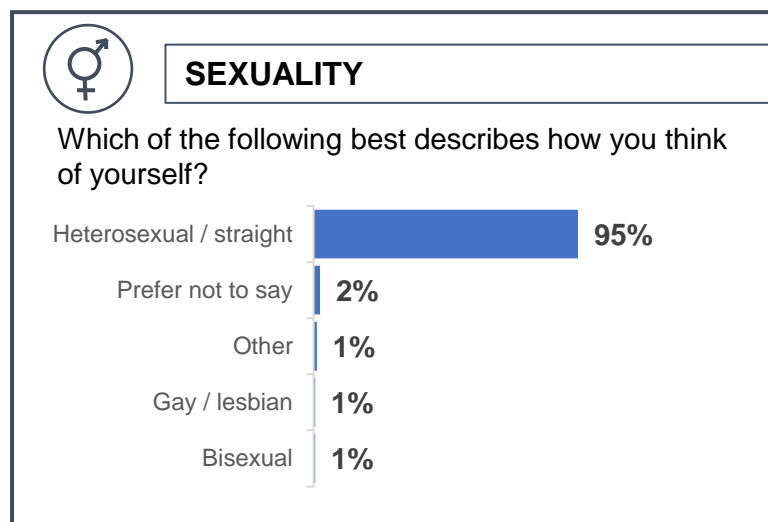 SEXUALITY
Which of the following best describes how you think
of yourself?
Heterosexual / straight 95%
Prefer not to say 2%
Other 1%
Gay / lesbian 1%
Bisexual 1%